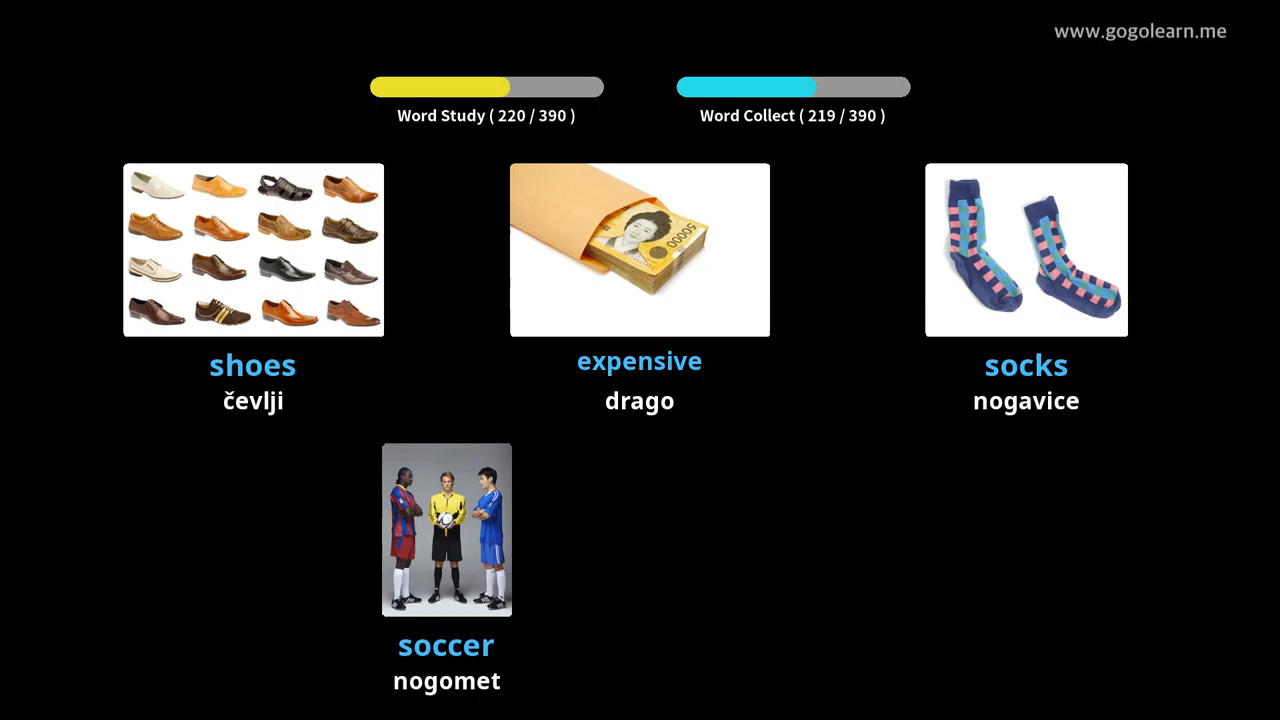 www.gogolearn.me
Word Study ( 220 / 390 )
Word Collect ( 219 / 390 )
50000
shoes
čevlji
expensive
drago
socks
nogavice
soccer
nogomet